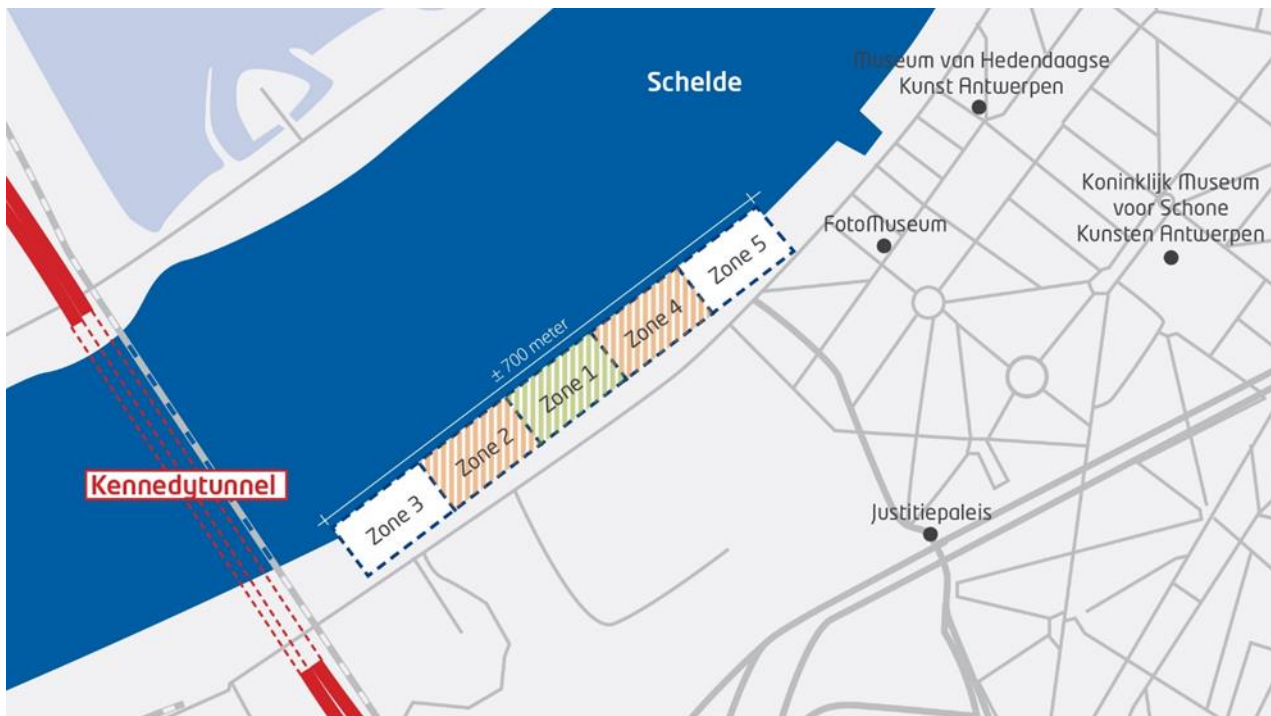 Schelde
Museum van Hedendaagse
Kunst Antwerpen
Koninklijk Museum
voor Schone
Kunsten Antwerpen
FotoMuseum
Zone 5
Zone 4
± 700 meter
Zone 1
Zone 2
Zone 3
Kennedytunnel
Justitiepaleis